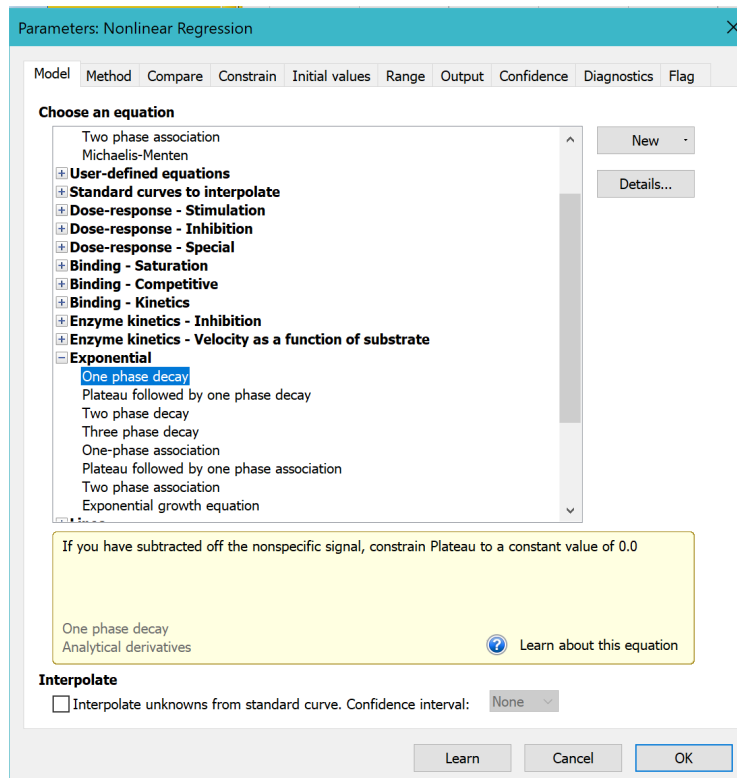 Parameters: Nonlinear Regression
Model Method Compare Constrain Initial values Range Output Confidence Diagnostics Flag
Choose an equation
Two phase association
Michaelis-Menten
User-defined equations
Standard curves to interpolate
Dose-response - Stimulation
Dose-response - Inhibition
Dose-response - Special
Binding - Saturation
Binding - Competitive
Binding - Kinetics
Enzyme kinetics - Inhibition
Enzyme kinetics - Velocity as a function of substrate
Exponential
One phase decay
Plateau followed by one phase decay
Two phase decay
Three phase decay
One-phase association
Plateau followed by one phase association
Two phase association
Exponential growth equation
New
Details...
If you have subtracted off the nonspecific signal, constrain Plateau to a constant value of 0.0
One phase decay
Analytical derivatives
Learn about this equation
Interpolate
Interpolate unknowns from standard curve. Confidence interval: None
Learn Cancel OK